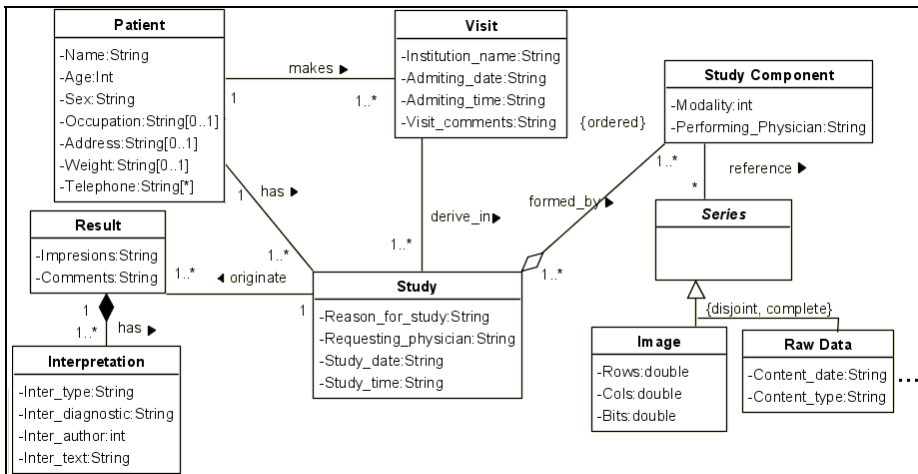 Patient
-Name:String
-Age:Int
-Sex:String
-Occupation:String[0..1]
-Address:String[0..1]
-Weight:String[0..1]
-Telephone:String[*]
makes ▶
1
1..*
Visit
-Institution_name:String
-Admiting_date:String
-Admiting_time:String
-Visit_comments:String
{ordered}
Study Component
-Modality:int
-Performing_Physician:String
1..*
reference ▶
*
has ▶
1
1..*
derive_in▶
1..*
formed_by▶
1..*
Series
Result
-Impresions:String
-Comments:String
1..*
◀ originate
1
1
1..*
has ▶
Study
-Reason_for_study:String
-Requesting_physician:String
-Study_date:String
-Study_time:String
{disjoint, complete}
Interpretation
-Inter_type:String
-Inter_diagnostic:String
-Inter_author:int
-Inter_text:String
Image
-Rows:double
-Cols:double
-Bits:double
Raw Data
-Content_date:String
-Content_type:String
...